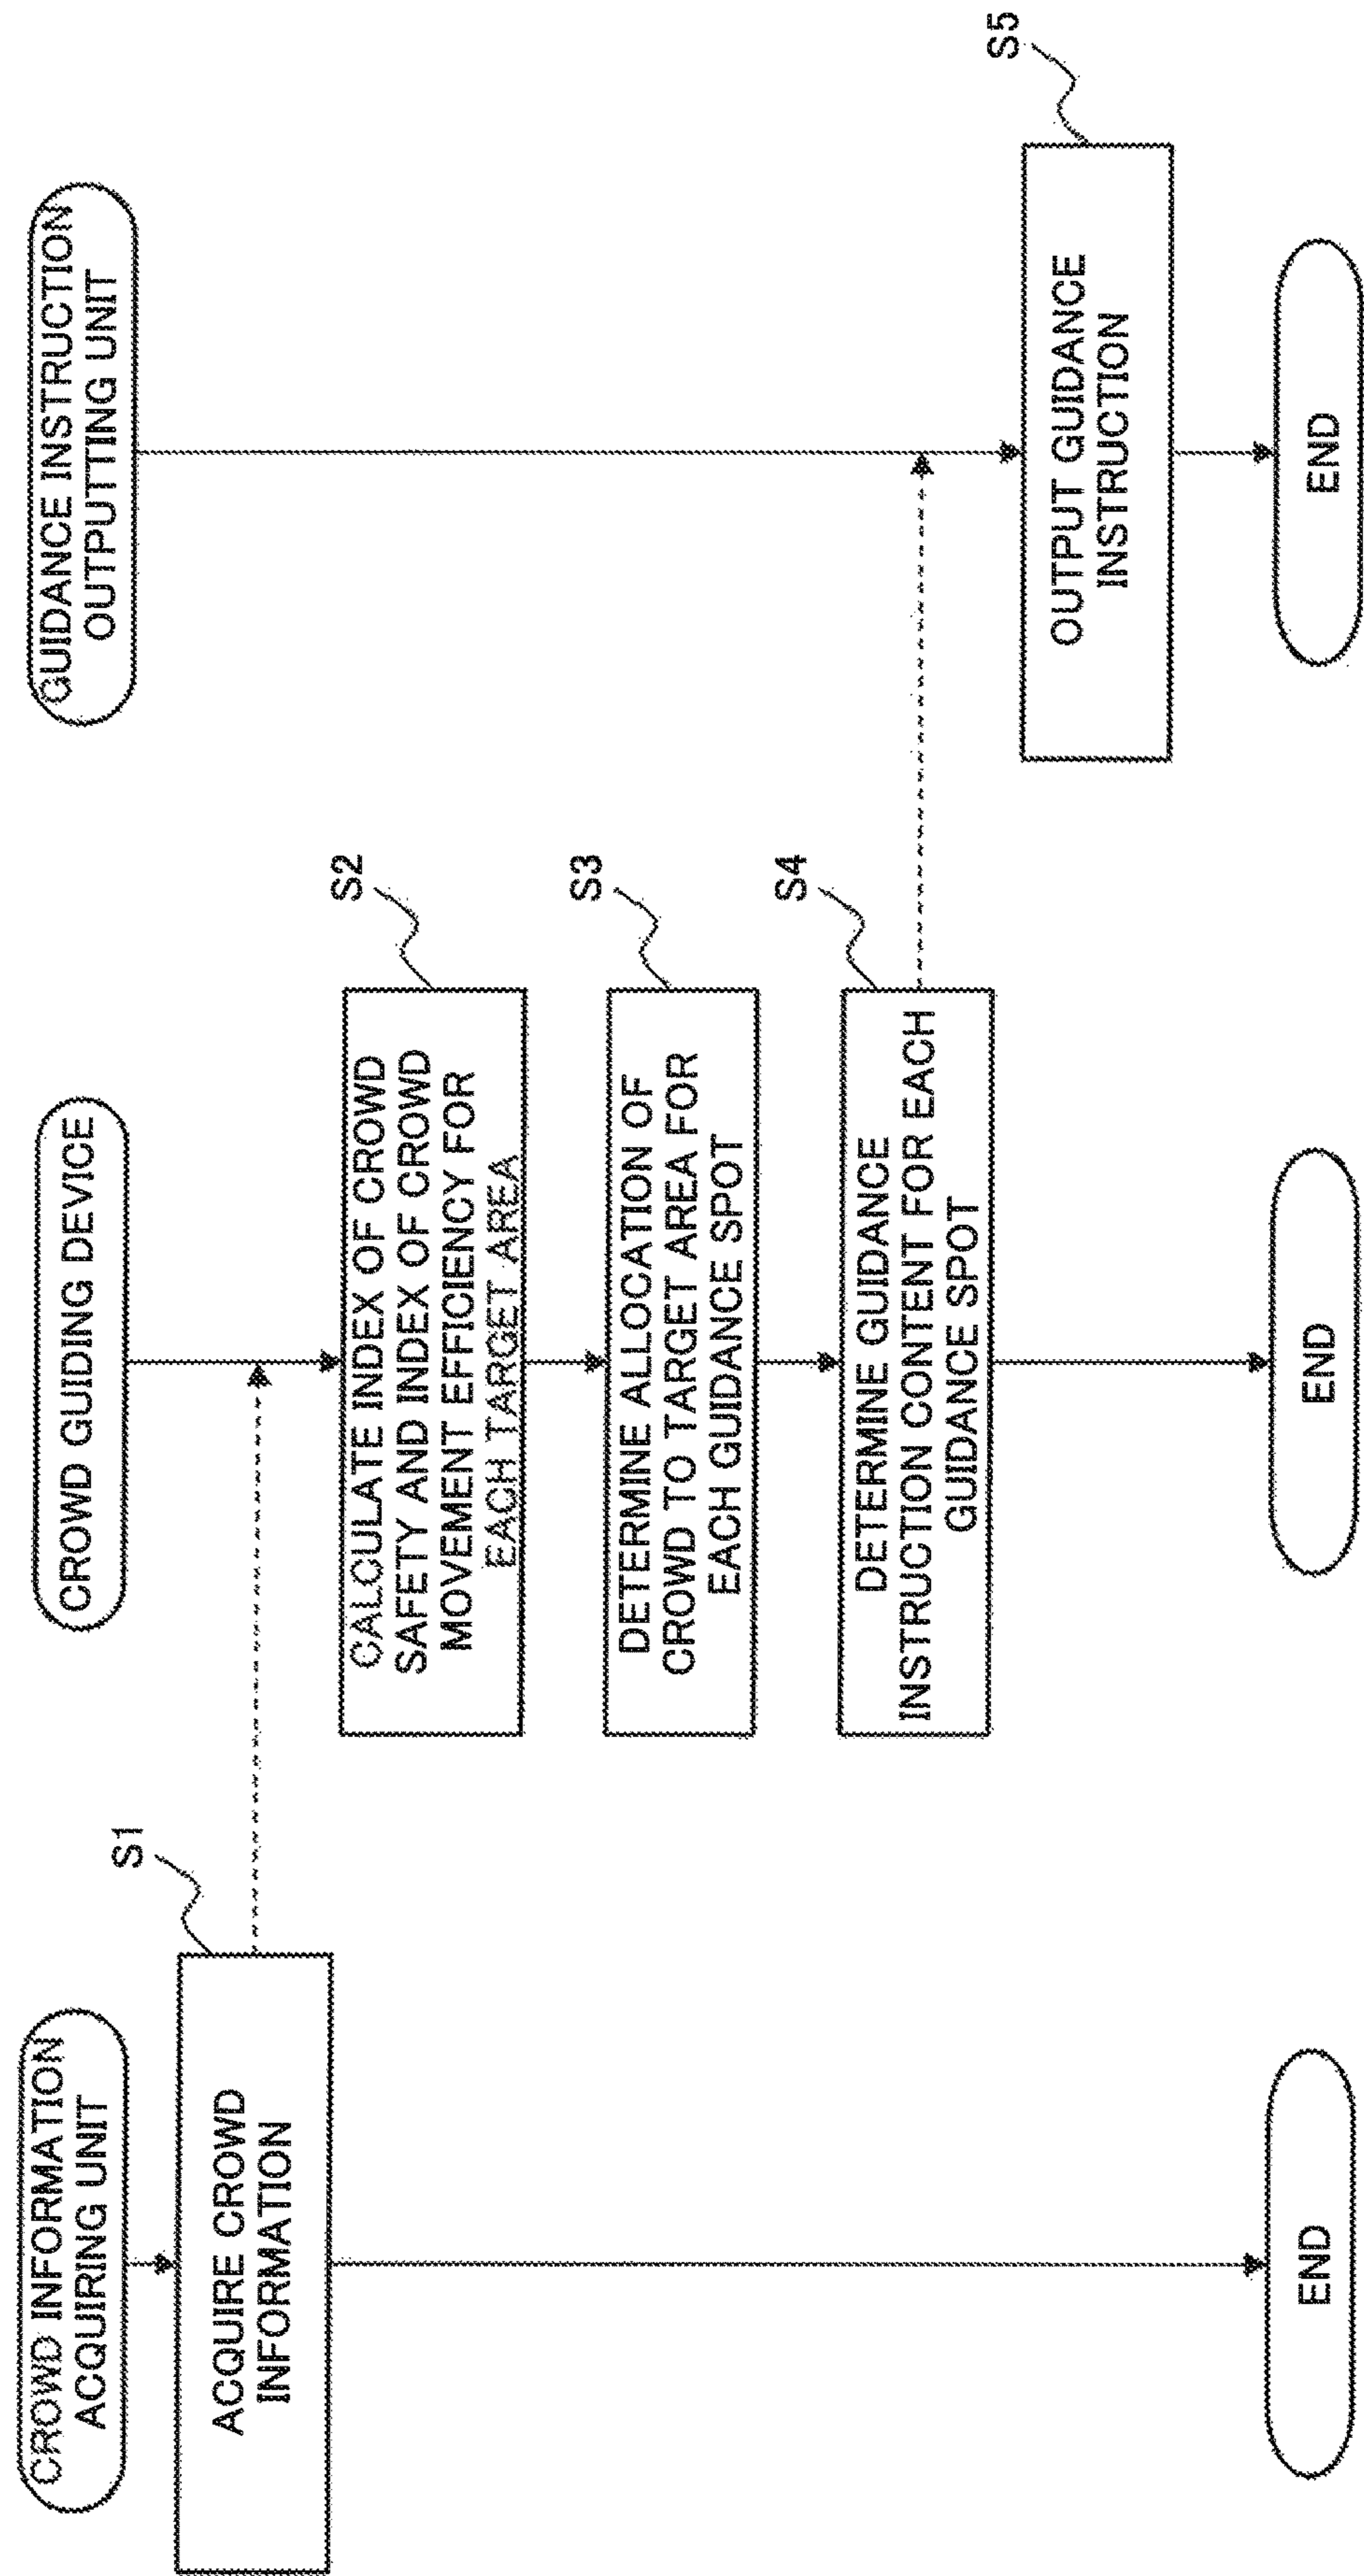 CROWD INFORMATION
ACQUIRING UNIT
S1
ACQUIRE CROWD
INFORMATION
END
CROWD GUIDING DEVICE
S2
CALCULATE INDEX OF CROWD
SAFETY AND INDEX OF CROWD
MOVEMENT EFFICIENCY FOR
EACH TARGET AREA
S3
DETERMINE ALLOCATION OF
CROWD TO TARGET AREA FOR
EACH GUIDANCE SPOT
S4
DETERMINE GUIDANCE
INSTRUCTION CONTENT FOR EACH
GUIDANCE SPOT
END
GUIDANCE INSTRUCTION
OUTPUTTING UNIT
S5
OUTPUT GUIDANCE
INSTRUCTION
END